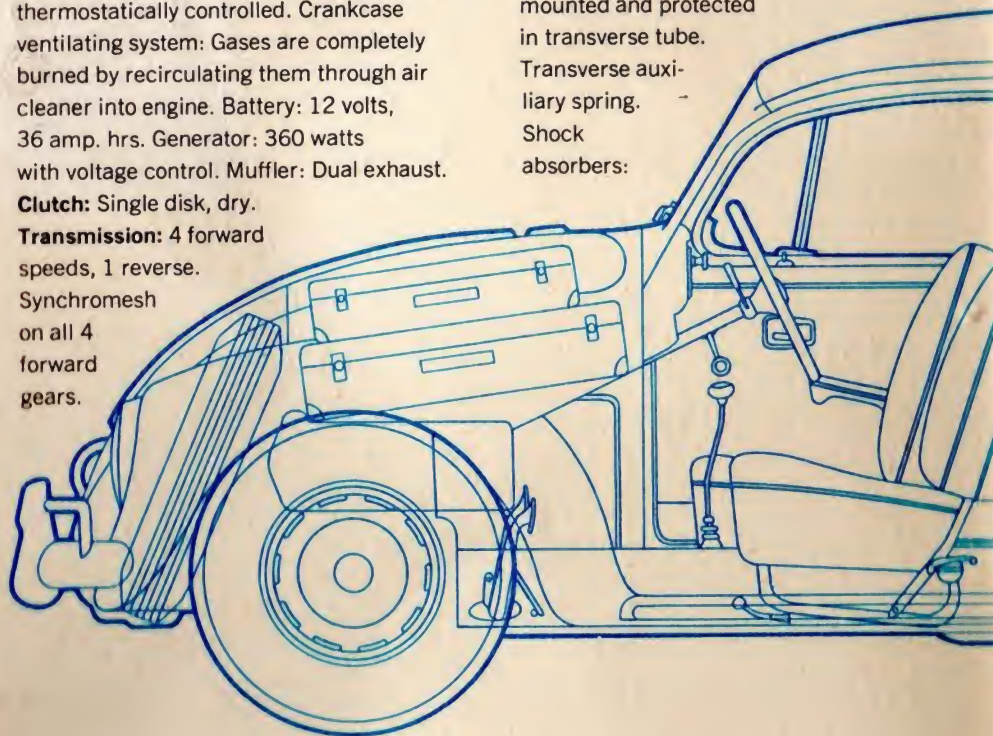 thermostatically controlled. Crankcase
ventilating system: Gases are completely
burned by recirculating them through air
cleaner into engine. Battery: 12 volts,
36 amp. hrs. Generator: 360 watts
with voltage control. Muffler: Dual exhaust.
Clutch: Single disk, dry.
Transmission: 4 forward
speeds, 1 reverse.
Synchromesh
on all 4
forward
gears.
mounted and protected
in transverse tube.
Transverse auxi-
liary spring.
Shock
absorbers: